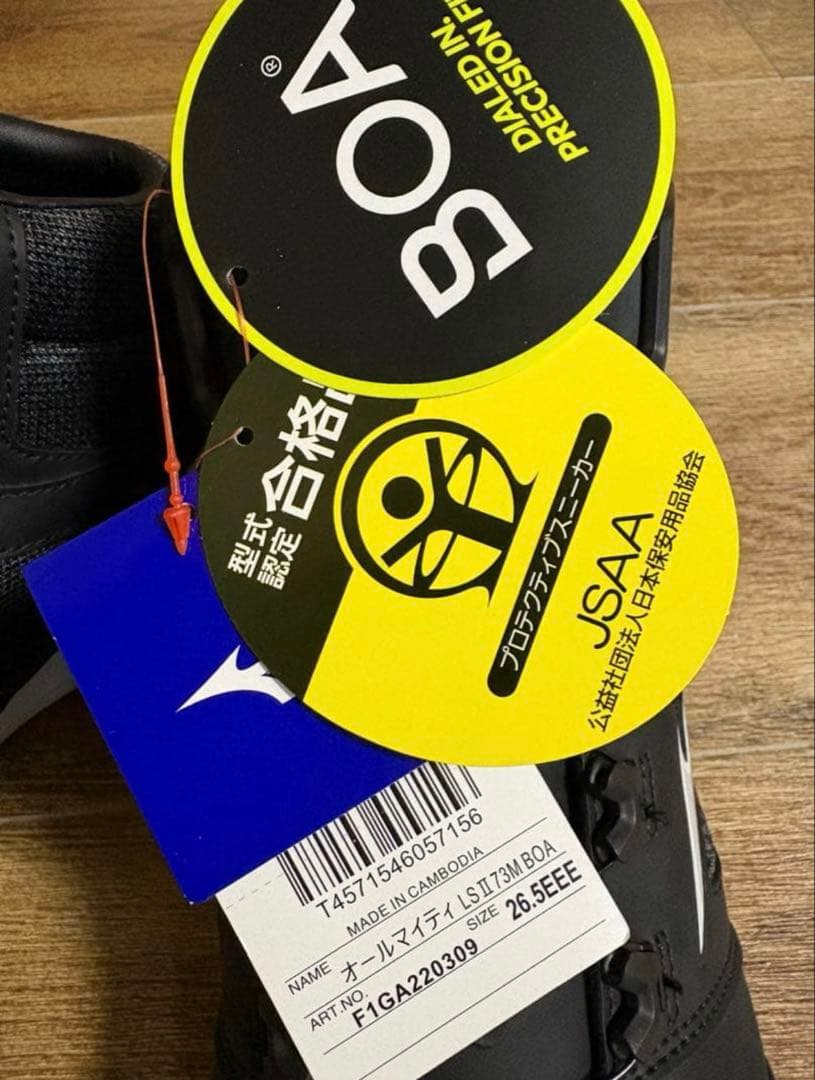 BOA®
DIALED IN.
PRECISION
型式
認定
合格
プロテクティブスニーカー
JSAA
公益社団法人日本保安用品協会
T4571546057156
MADE IN CAMBODIA
NAME オールマイティ LSⅡ73M BOA
SIZE 26.5EEE
ART.NO. F1GA220309